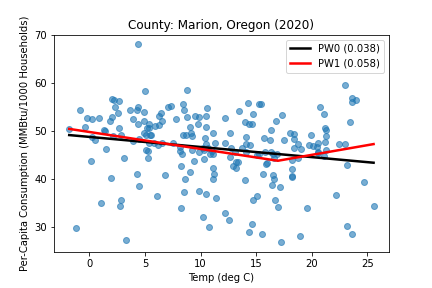 County: Marion, Oregon (2020)
PW0 (0.038)
PW1 (0.058)
Per-Capita Consumption (MMBtu/1000 Households)
70
60
50
40
30
0 5 10 15 20 25
Temp (deg C)